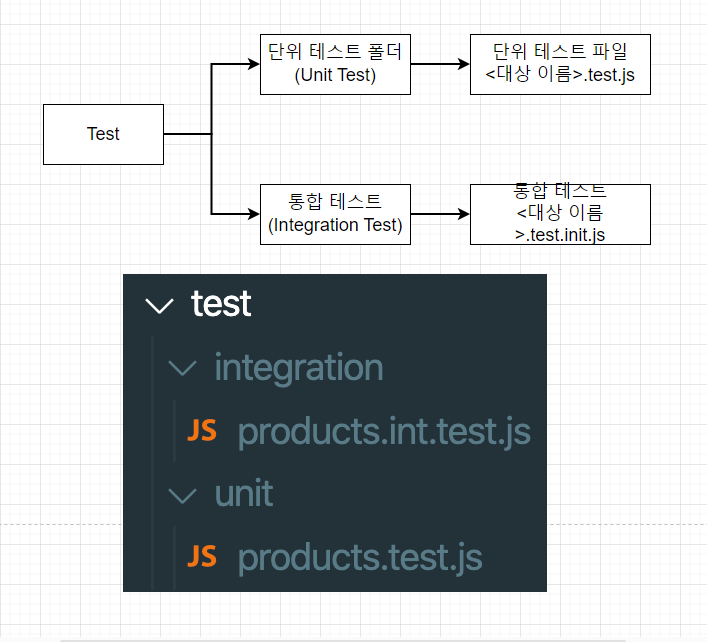 단위 테스트 폴더
(Unit Test)
단위 테스트 파일
<대상 이름>.test.js
Test
통합 테스트
(Integration Test)
통합 테스트
<대상 이름
>.test.init.js
test
integration
JS products.int.test.js
unit
JS products.test.js